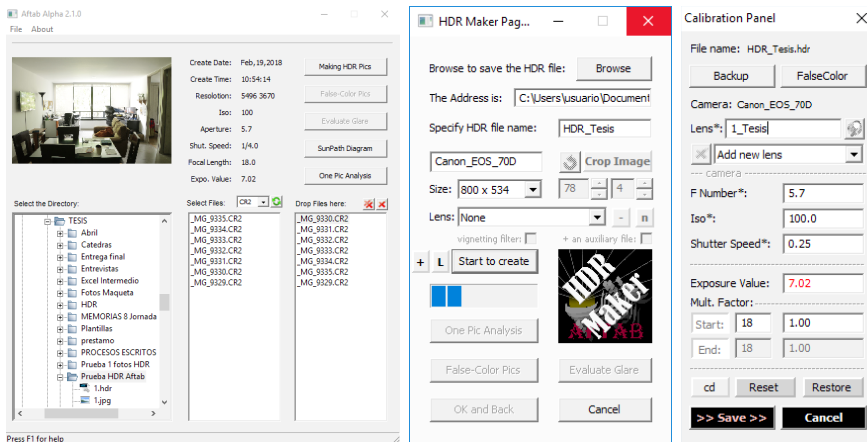 Aftab Alpha 2.1.0
File About
Create Date: Feb,19,2018
Create Time: 10:54:14
Resolotion: 5496 3670
Iso: 100
Aperture: 5.7
Shut. Speed: 1/4.0
Focal Length: 18.0
Expo. Value: 7.02
Making HDR Pics
False-Color Pics
Evaluate Glare
SunPath Diagram
One Pic Analysis
Select the Directory:
TESIS
Abril
Catedras
Entrega final
Entrevistas
Excel Intermedio
Fotos Maqueta
HDR
MEMORIAS 8 Jornada
Plantillas
prestamo
PROCESOS ESCRITOS
Prueba 1 fotos HDR
Prueba HDR Aftab
1.hdr
1.jpg
Select Files: CR2
_MG_9335.CR2
_MG_9334.CR2
_MG_9333.CR2
_MG_9332.CR2
_MG_9331.CR2
_MG_9330.CR2
_MG_9329.CR2
Drop Files here:
_MG_9330.CR2
_MG_9331.CR2
_MG_9332.CR2
_MG_9333.CR2
_MG_9334.CR2
_MG_9335.CR2
_MG_9329.CR2
Press F1 for help
HDR Maker Pag...
Browse to save the HDR file: Browse
The Address is: C:\Users\usuario\Document
Specify HDR file name: HDR_Tesis
Canon_EOS_70D
Crop Image
Size: 800 x 534
78 4
Lens: None - n
vignetting filter: + an auxiliary file:
+ L Start to create
HDR
Maker
AFTAB
One Pic Analysis
False-Color Pics Evaluate Glare
OK and Back Cancel
Calibration Panel
File name: HDR_Tesis.hdr
Backup FalseColor
Camera: Canon_EOS_70D
Lens*: 1_Tesis
Add new lens
camera
F Number*: 5.7
Iso*: 100.0
Shutter Speed*: 0.25
Exposure Value: 7.02
Mult. Factor:
Start: 18 1.00
End: 18 1.00
cd Reset Restore
>> Save >> Cancel